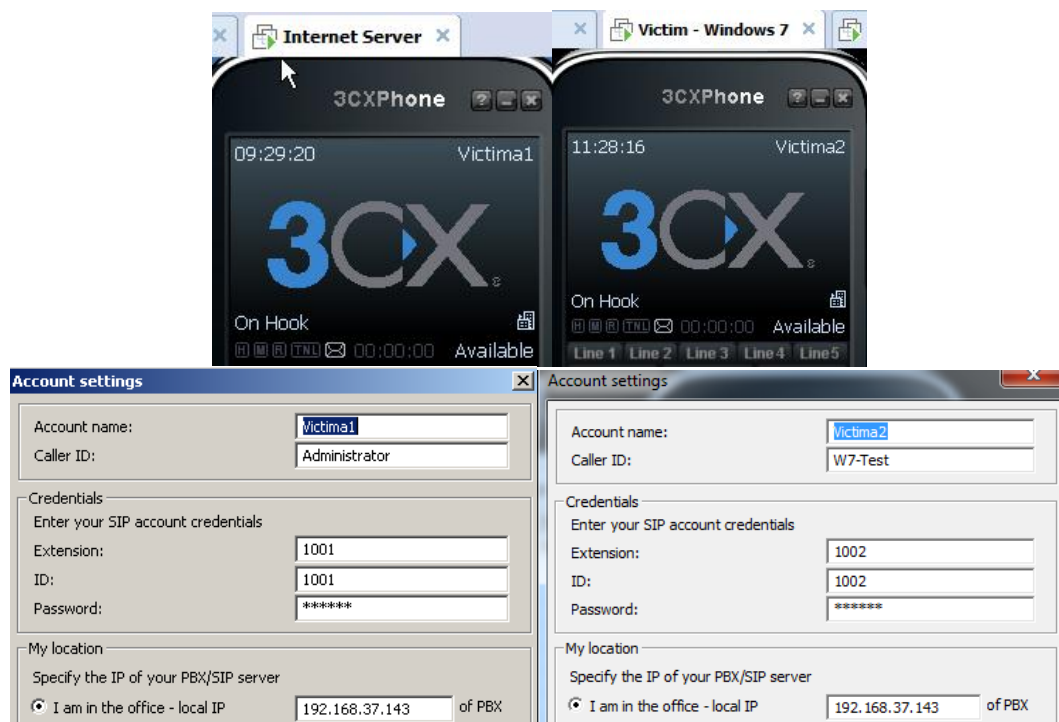 Internet Server
3CXPhone
09:29:20 Victima1
3CX
On Hook
H M R TNL 00:00:00 Available
Victim - Windows 7
3CXPhone
11:28:16 Victima2
3CX
On Hook
H M R TNL 00:00:00 Available
Line 1 Line 2 Line 3 Line 4 Line 5
Account settings
Account name: Victima1
Caller ID: Administrator
Credentials
Enter your SIP account credentials
Extension: 1001
ID: 1001
Password: ******
My location
Specify the IP of your PBX/SIP server
I am in the office - local IP 192.168.37.143 of PBX
Account settings
Account name: Victima2
Caller ID: W7-Test
Credentials
Enter your SIP account credentials
Extension: 1002
ID: 1002
Password: ******
My location
Specify the IP of your PBX/SIP server
I am in the office - local IP 192.168.37.143 of PBX